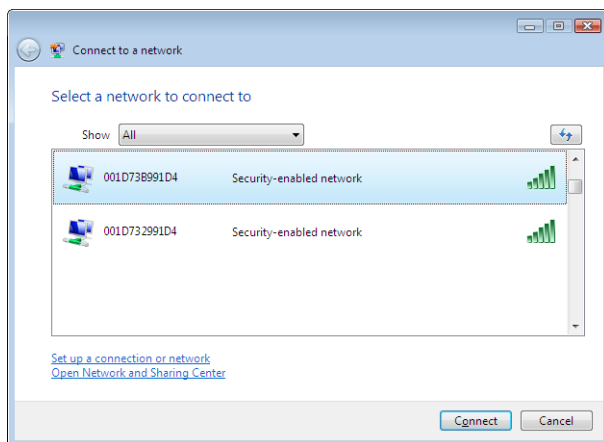 Connect to a network
Select a network to connect to
Show All
001D73B991D4 Security-enabled network
001D732991D4 Security-enabled network
Set up a connection or network
Open Network and Sharing Center
Connect Cancel